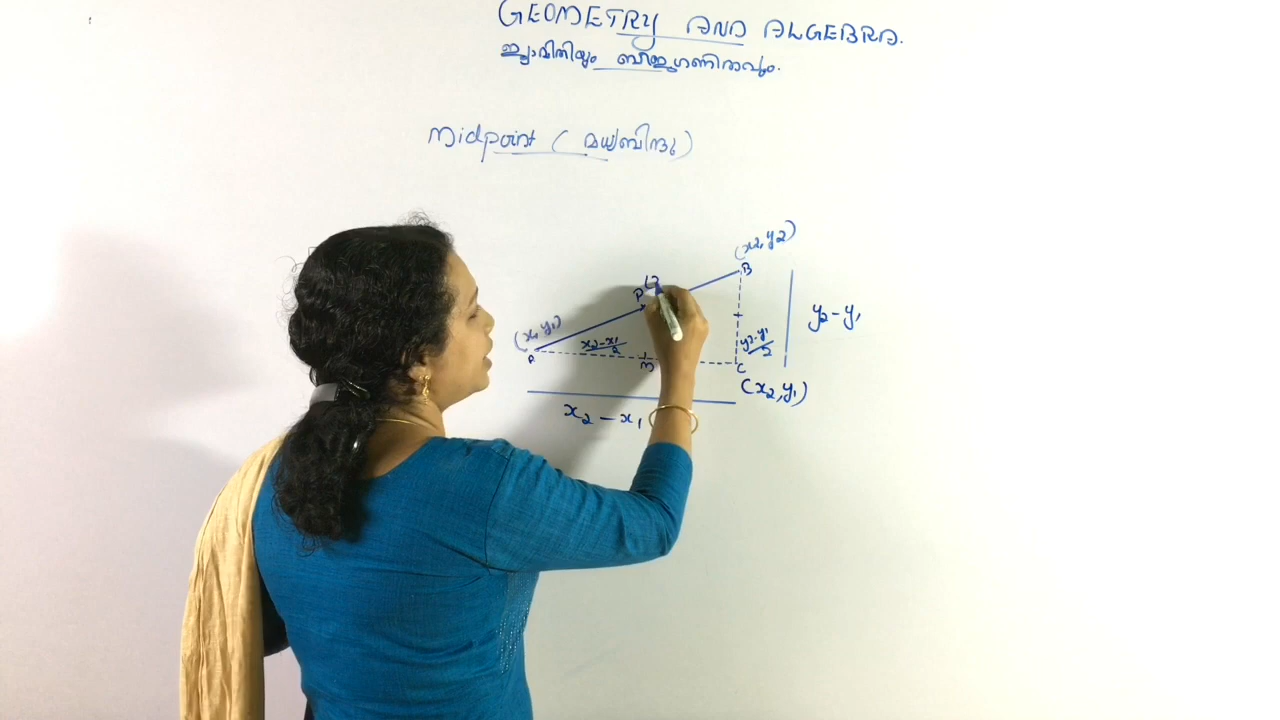 GEOMETRY AND ALGEBRA.
ജ്യാമിതിയും ബീജഗണിതവും.
Midpoint ( മധ്യബിന്ദു )
(x2, y2)
B
P(
(x1, y1)
y2 - y1
x2-x1/2
y2-y1/2
A
M
C
(x2, y1)
x2 - x1